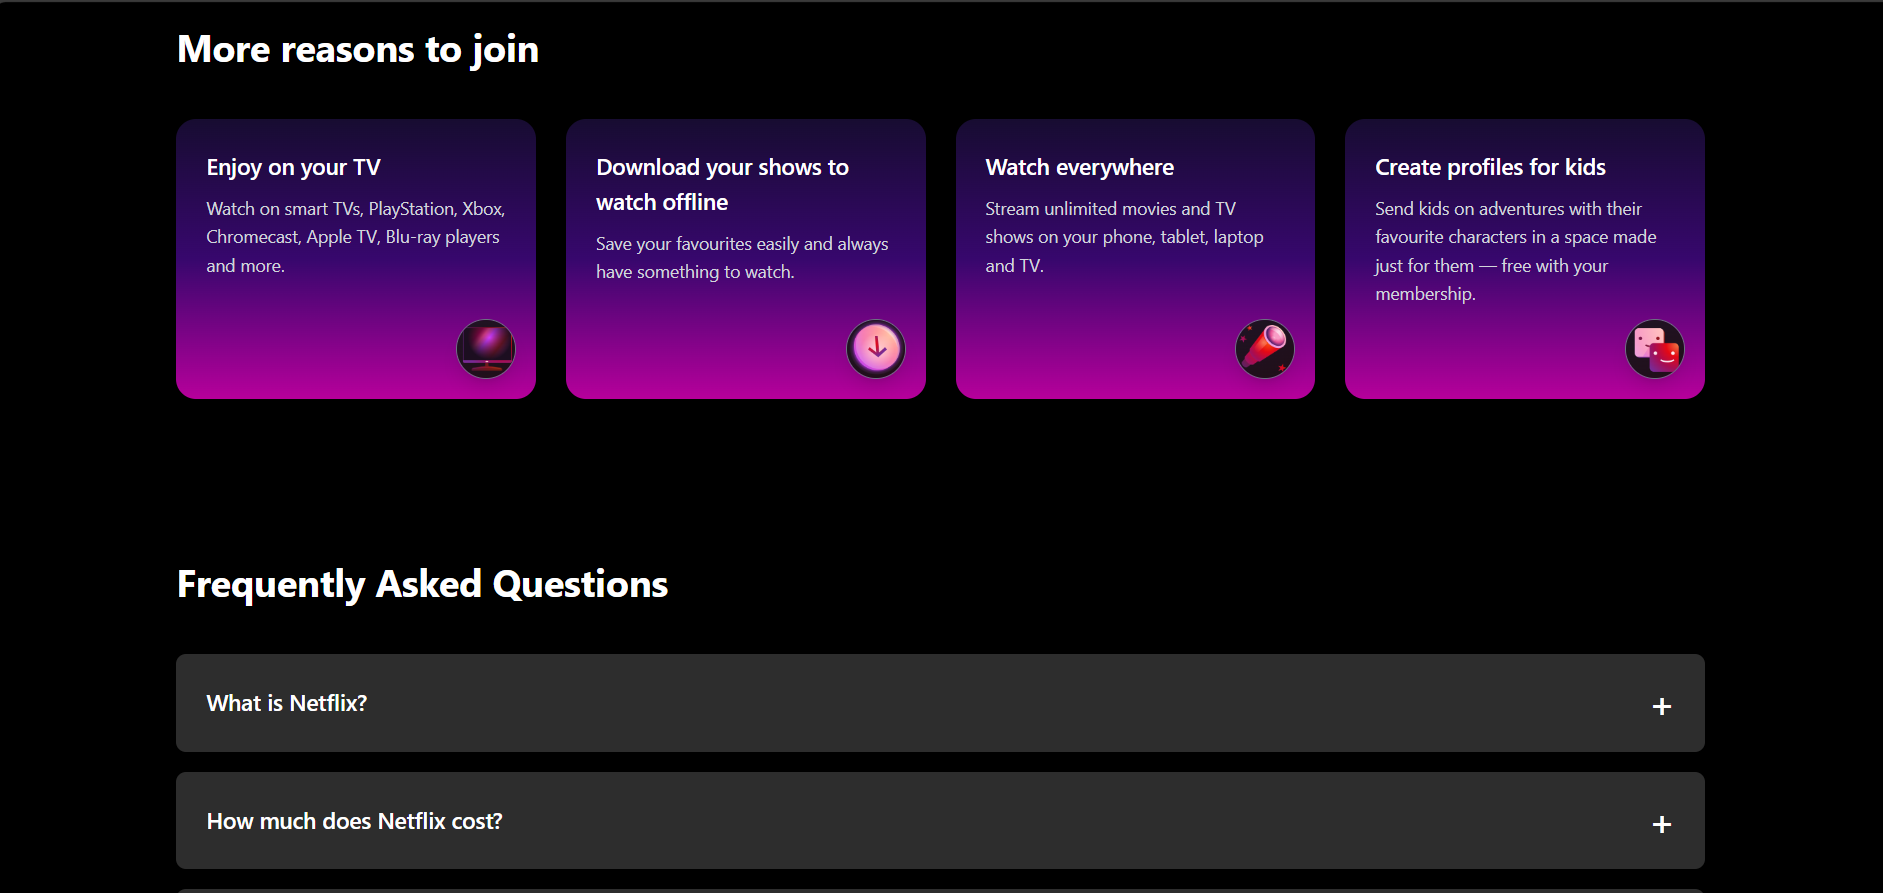 More reasons to join
Enjoy on your TV
Watch on smart TVs, PlayStation, Xbox,
Chromecast, Apple TV, Blu-ray players
and more.
Download your shows to
watch offline
Save your favourites easily and always
have something to watch.
Watch everywhere
Stream unlimited movies and TV
shows on your phone, tablet, laptop
and TV.
Create profiles for kids
Send kids on adventures with their
favourite characters in a space made
just for them — free with your
membership.
Frequently Asked Questions
What is Netflix?
How much does Netflix cost?